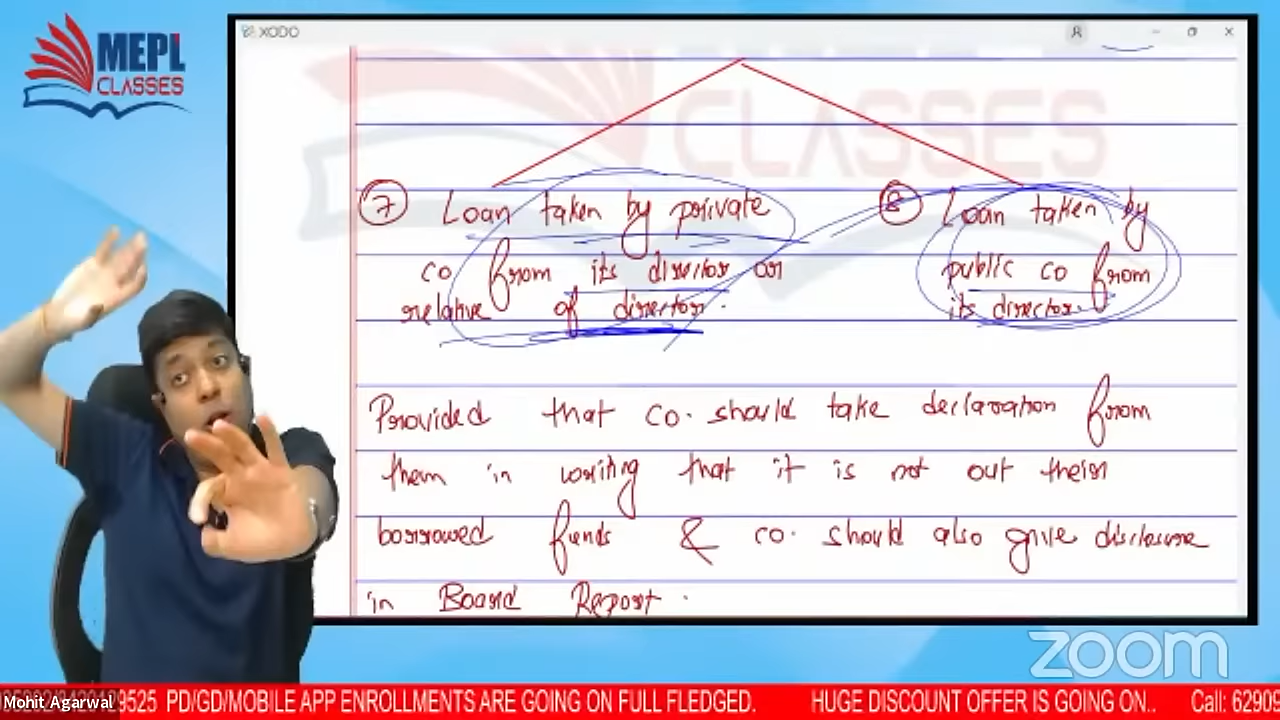 MEPL
CLASSES
XODO
CLASSES
7 Loan taken by private
co from its director or
relative of director.
8 Loan taken by
public co from
its director.
Provided that co. should take declaration from
them in writing that it is not out their
borrowed funds & co. should also give disclosure
in Board Report.
zoom
Mohit Agarwal
9525 PD/GD/MOBILE APP ENROLLMENTS ARE GOING ON FULL FLEDGED. HUGE DISCOUNT OFFER IS GOING ON.. Call: 62909